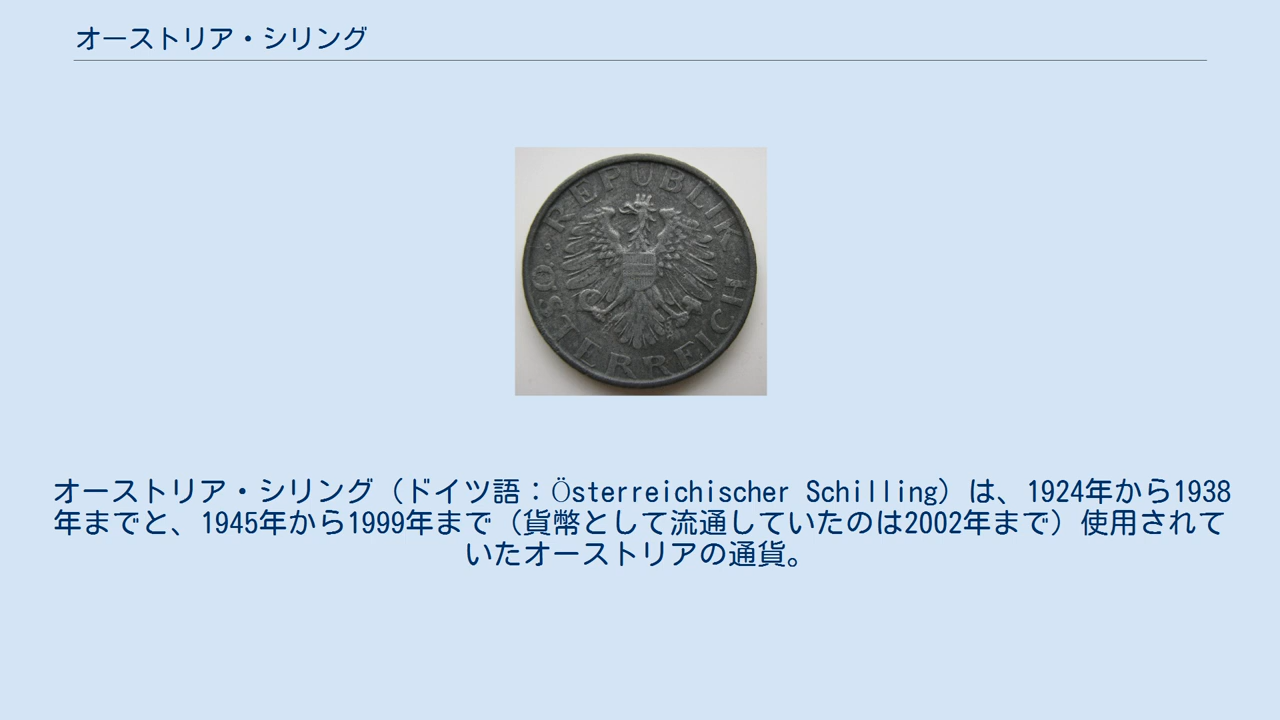 オーストリア・シリング
REPUBLIK
ÖSTERREICH
オーストリア・シリング（ドイツ語：Österreichischer Schilling）は、1924年から1938
年までと、1945年から1999年まで（貨幣として流通していたのは2002年まで）使用されて
いたオーストリアの通貨。